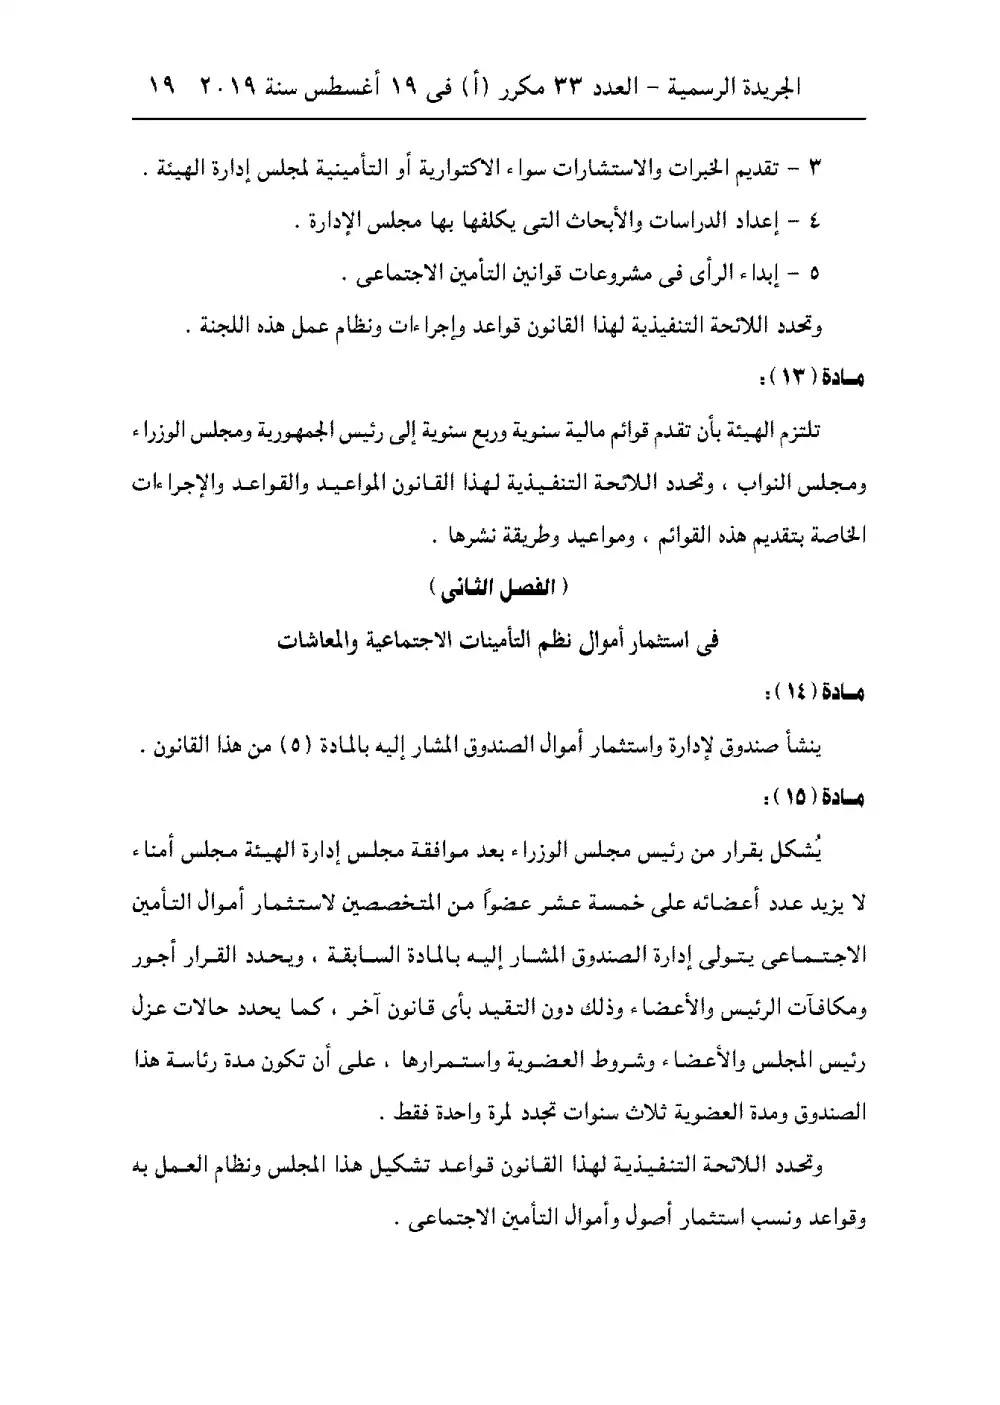 الجريدة الرسمية - العدد ٣٣ مكرر (أ) فى ١٩ أغسطس سنة ٢٠١٩ ١٩
٣ - تقديم الخبرات والاستشارات سواء الاكتوارية أو التأمينية لمجلس إدارة الهيئة .
٤ - إعداد الدراسات والأبحاث التى يكلفها بها مجلس الإدارة .
٥ - إبداء الرأى فى مشروعات قوانين التأمين الاجتماعى .
وتحدد اللائحة التنفيذية لهذا القانون قواعد وإجراءات ونظام عمل هذه اللجنة .
مادة (١٣):
تلتزم الهيئة بأن تقدم قوائم مالية سنوية وربع سنوية إلى رئيس الجمهورية ومجلس الوزراء
ومجلس النواب ، وتحدد اللائحة التنفيذية لهذا القانون المواعيد والقواعد والإجراءات
الخاصة بتقديم هذه القوائم ، ومواعيد وطريقة نشرها .
(الفصل الثانى)
فى استثمار أموال نظم التأمينات الاجتماعية والمعاشات
مادة (١٤):
ينشأ صندوق لإدارة واستثمار أموال الصندوق المشار إليه بالمادة (٥) من هذا القانون .
مادة (١٥):
يُشكل بقرار من رئيس مجلس الوزراء بعد موافقة مجلس إدارة الهيئة مجلس أمناء
لا يزيد عدد أعضائه على خمسة عشر عضواً من المتخصصين لاستثمار أموال التأمين
الاجتماعى يتولى إدارة الصندوق المشار إليه بالمادة السابقة ، ويحدد القرار أجور
ومكافآت الرئيس والأعضاء وذلك دون التقيد بأى قانون آخر ، كما يحدد حالات عزل
رئيس المجلس والأعضاء وشروط العضوية واستمرارها ، على أن تكون مدة رئاسة هذا
الصندوق ومدة العضوية ثلاث سنوات تجدد لمرة واحدة فقط .
وتحدد اللائحة التنفيذية لهذا القانون قواعد تشكيل هذا المجلس ونظام العمل به
وقواعد ونسب استثمار أصول وأموال التأمين الاجتماعى .